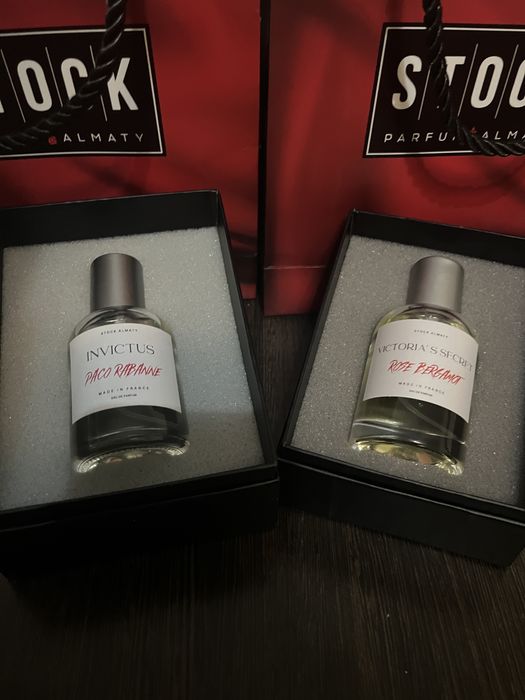 STOCK
@ALMATY
STOC
PARFUM ALMATY
STOCK ALMATY
INVICTUS
PACO RABANNE
MADE IN FRANCE
EAU DE PARFUM
STOCK ALMATY
VICTORIA'S SECRET
ROSE BERGAMOT
MADE IN FRANCE
EAU DE PARFUM